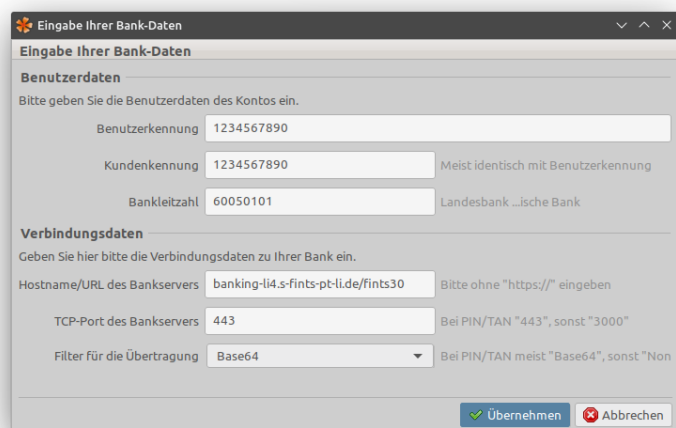 Eingabe Ihrer Bank-Daten
Eingabe Ihrer Bank-Daten
Benutzerdaten
Bitte geben Sie die Benutzerdaten des Kontos ein.
Benutzerkennung 1234567890
Kundenkennung 1234567890 Meist identisch mit Benutzerkennung
Bankleitzahl 60050101 Landesbank ...ische Bank
Verbindungsdaten
Geben Sie hier bitte die Verbindungsdaten zu Ihrer Bank ein.
Hostname/URL des Bankservers banking-li4.s-fints-pt-li.de/fints30 Bitte ohne "https://" eingeben
TCP-Port des Bankservers 443 Bei PIN/TAN "443", sonst "3000"
Filter für die Übertragung Base64 Bei PIN/TAN meist "Base64", sonst "Non
Übernehmen Abbrechen